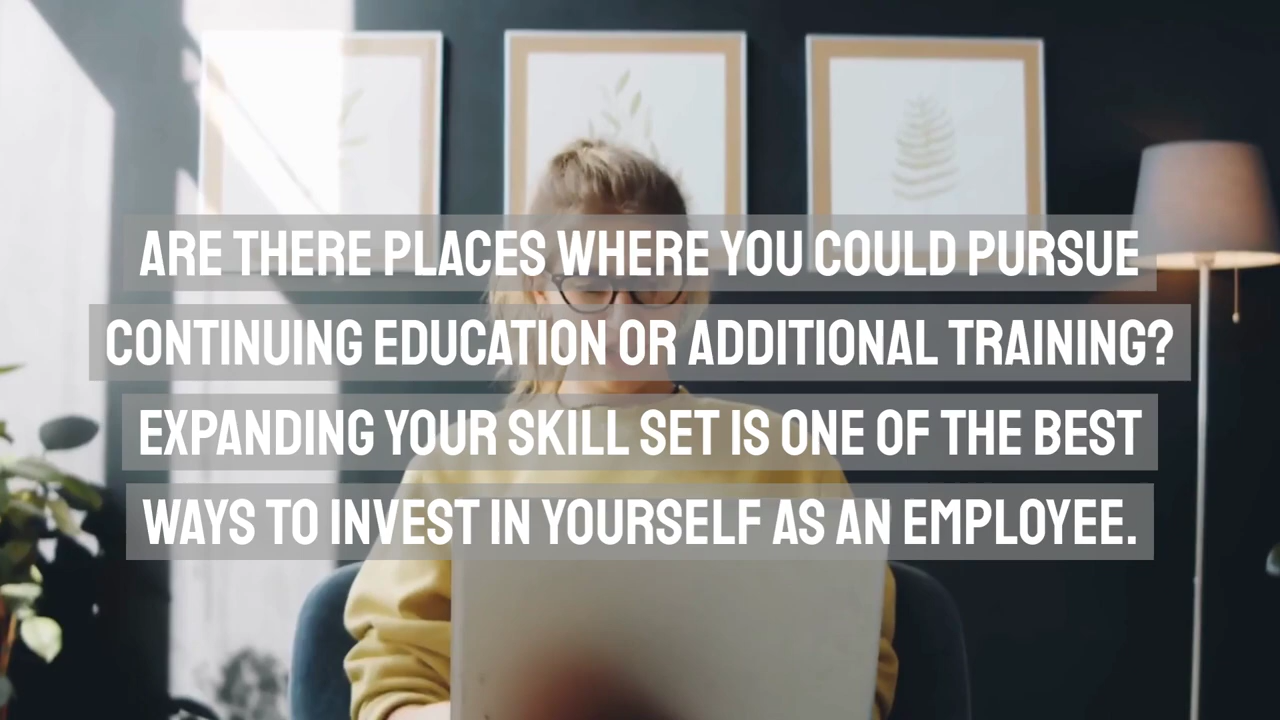 ARE THERE PLACES WHERE YOU COULD PURSUE
CONTINUING EDUCATION OR ADDITIONAL TRAINING?
EXPANDING YOUR SKILL SET IS ONE OF THE BEST
WAYS TO INVEST IN YOURSELF AS AN EMPLOYEE.